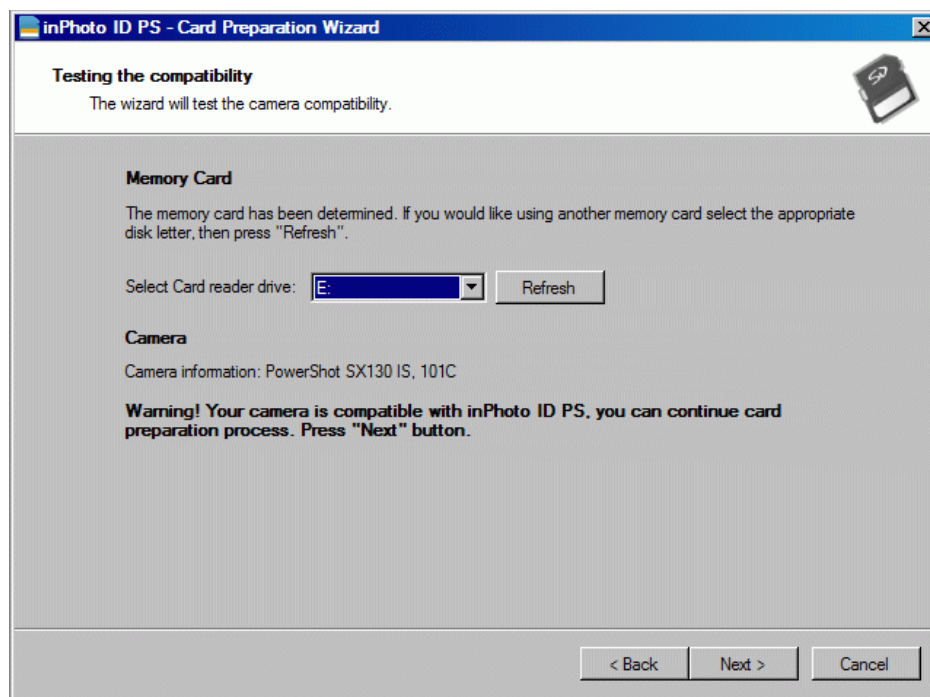 inPhoto ID PS - Card Preparation Wizard
Testing the compatibility
The wizard will test the camera compatibility.
Memory Card
The memory card has been determined. If you would like using another memory card select the appropriate
disk letter, then press "Refresh".
Select Card reader drive: E: Refresh
Camera
Camera information: PowerShot SX130 IS, 101C
Warning! Your camera is compatible with inPhoto ID PS, you can continue card
preparation process. Press "Next" button.
< Back Next > Cancel